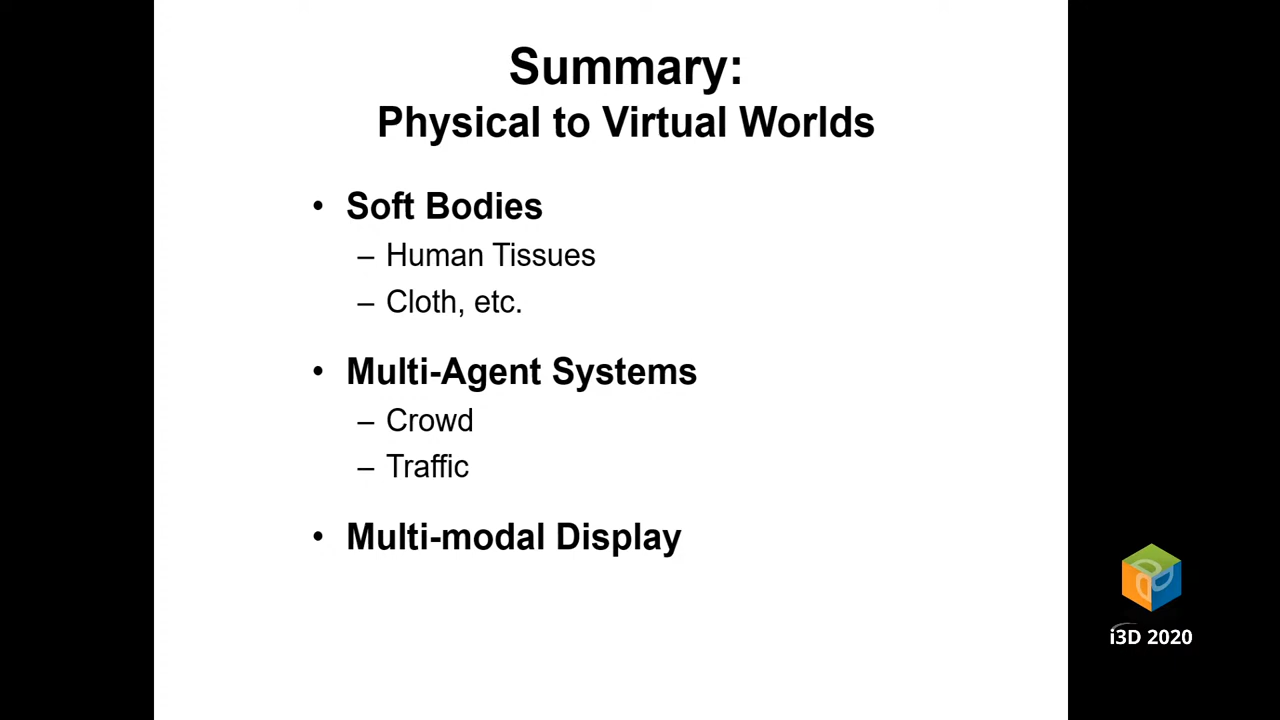 Summary:
Physical to Virtual Worlds
• Soft Bodies
– Human Tissues
– Cloth, etc.
• Multi-Agent Systems
– Crowd
– Traffic
• Multi-modal Display
i3D 2020